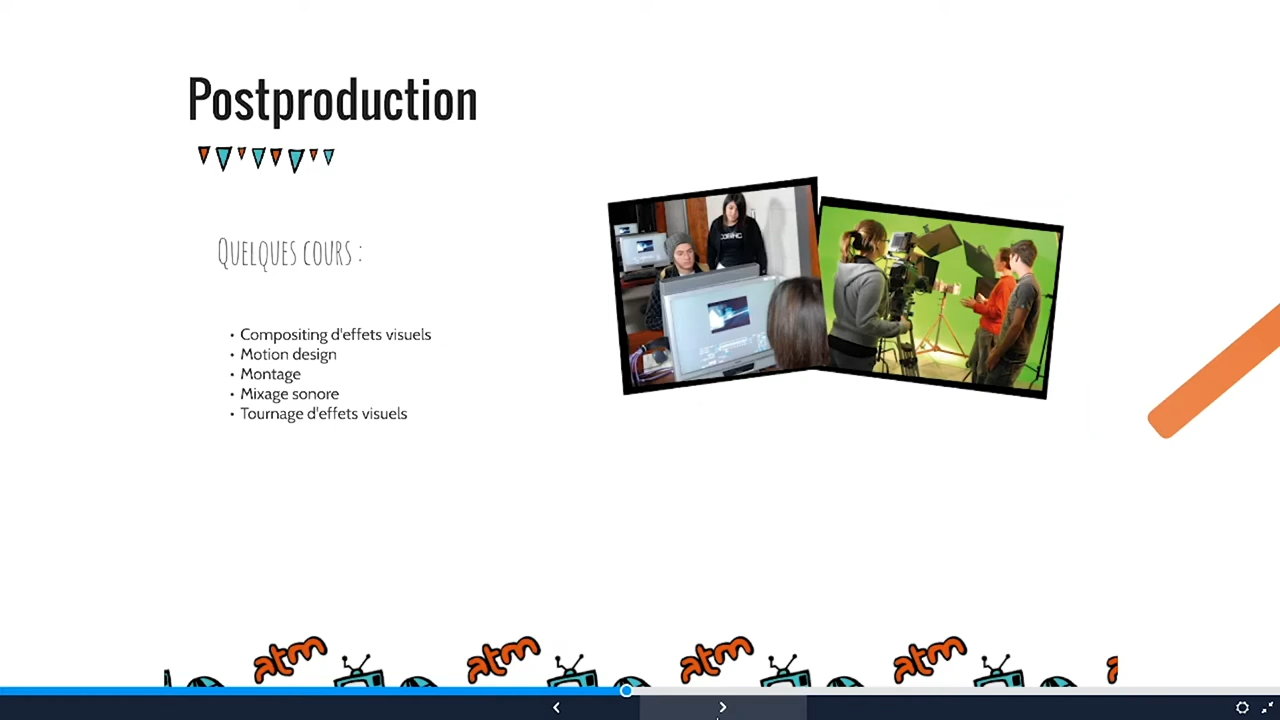 Postproduction
Quelques cours :
• Compositing d'effets visuels
• Motion design
• Montage
• Mixage sonore
• Tournage d'effets visuels
atm atm atm atm